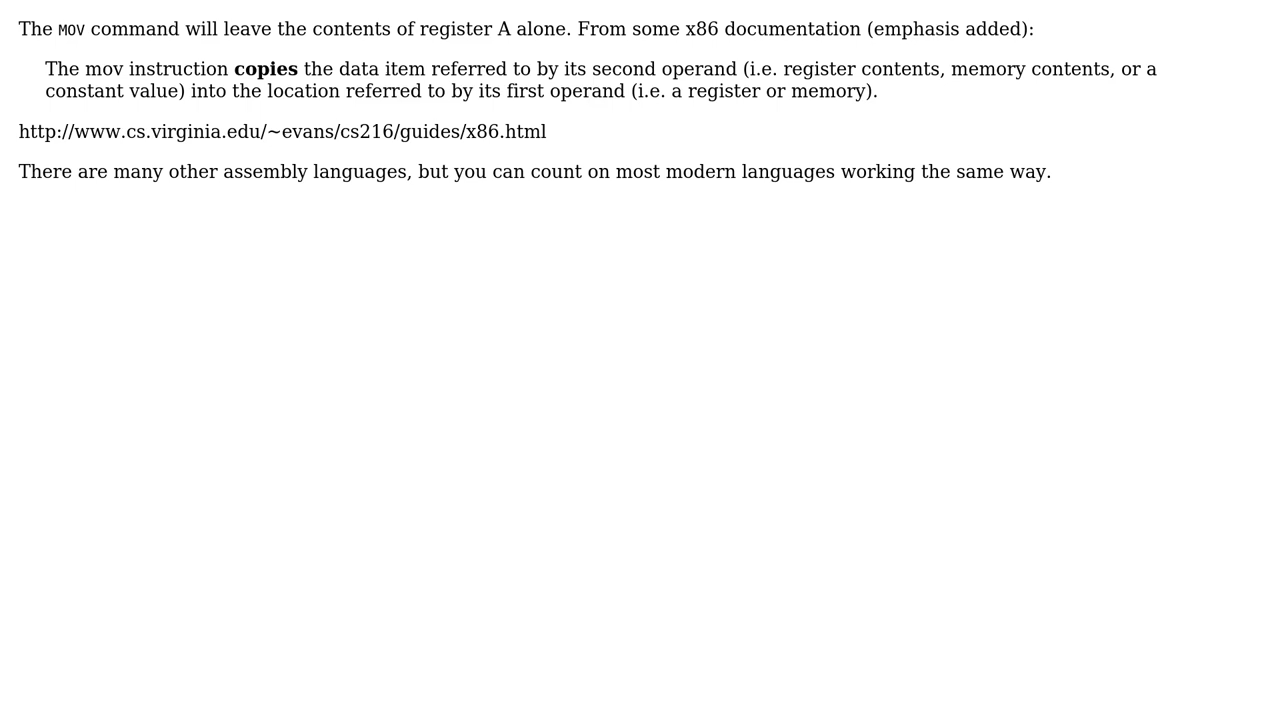 The MOV command will leave the contents of register A alone. From some x86 documentation (emphasis added):
The mov instruction copies the data item referred to by its second operand (i.e. register contents, memory contents, or a
constant value) into the location referred to by its first operand (i.e. a register or memory).
http://www.cs.virginia.edu/~evans/cs216/guides/x86.html
There are many other assembly languages, but you can count on most modern languages working the same way.